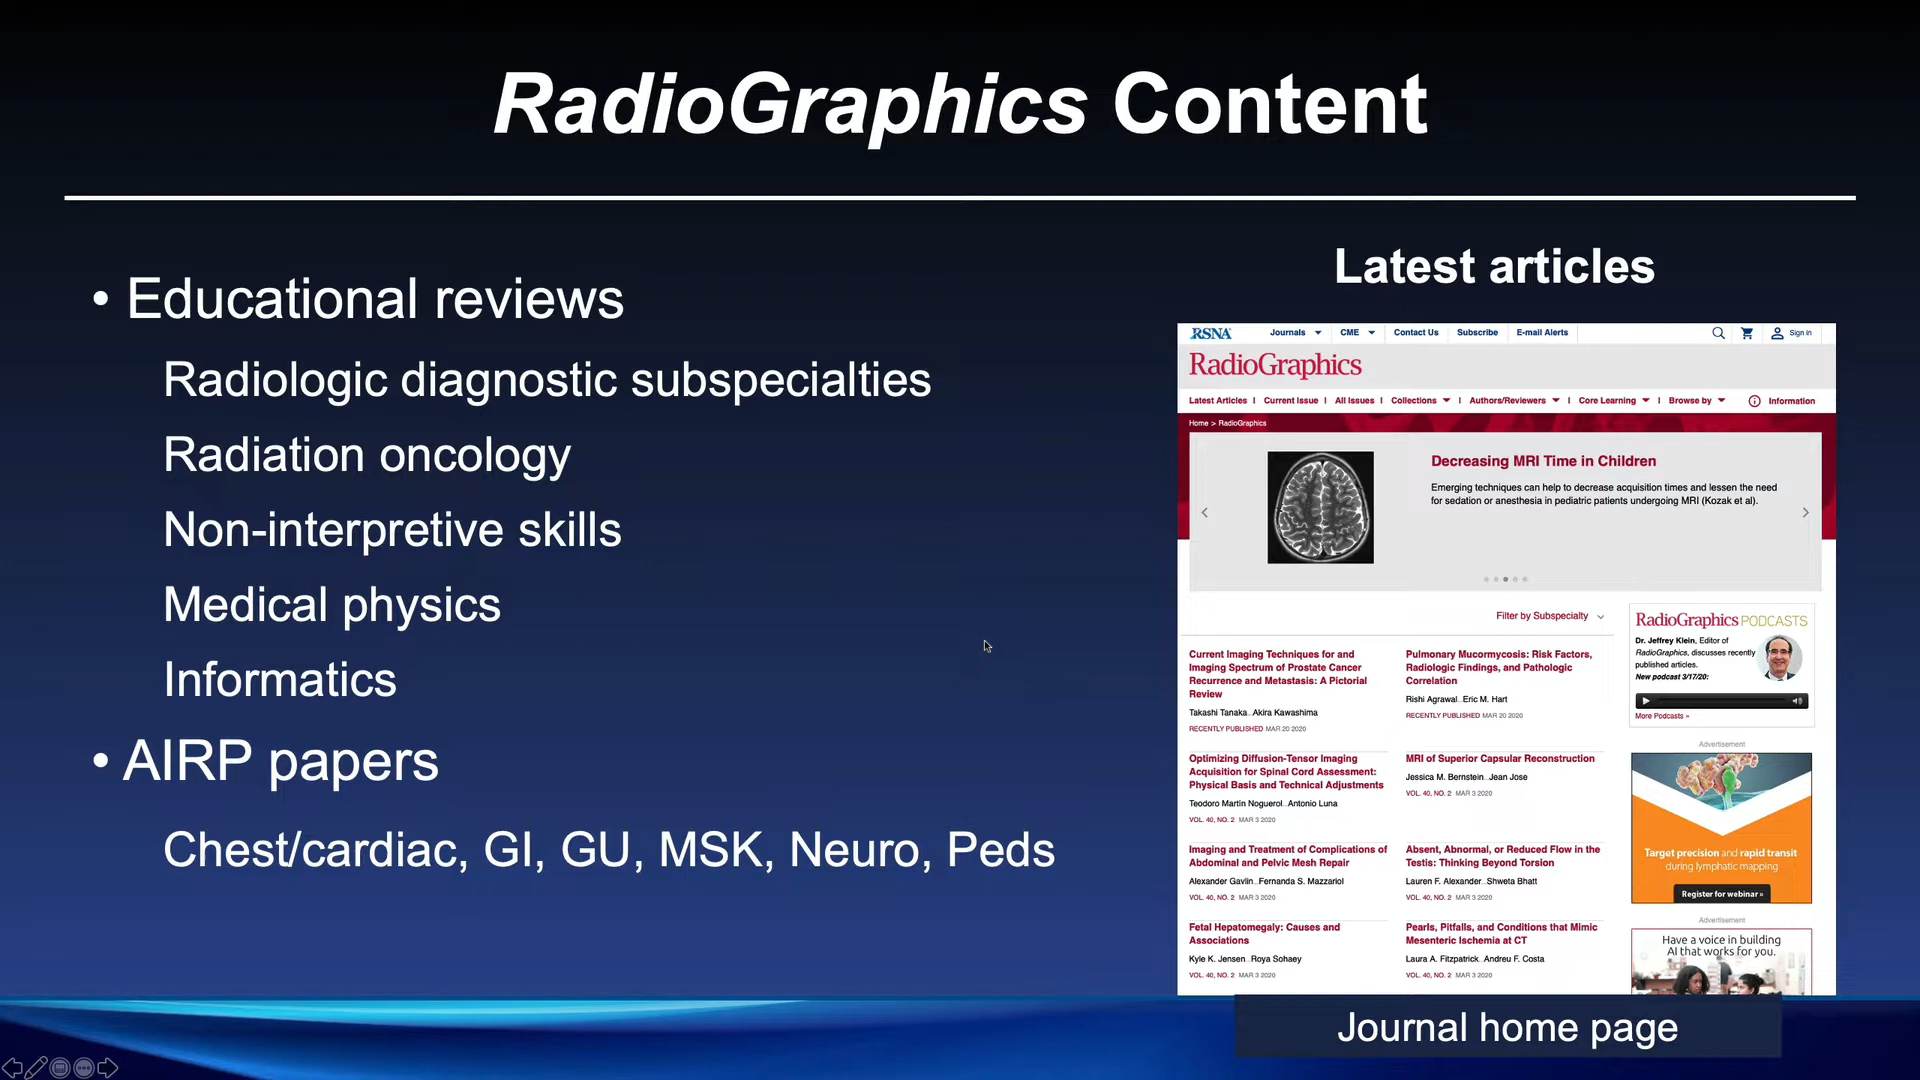 RadioGraphics Content
• Educational reviews
Radiologic diagnostic subspecialties
Radiation oncology
Non-interpretive skills
Medical physics
Informatics
• AIRP papers
Chest/cardiac, GI, GU, MSK, Neuro, Peds
Latest articles
RSNA
Journals CME Contact Us Subscribe E-mail Alerts Sign in
RadioGraphics
Latest Articles | Current Issue | All Issues Collections | Authors/Reviewers | Core Learning | Browse by Information
Home > RadioGraphics
Decreasing MRI Time in Children
Emerging techniques can help to decrease acquisition times and lessen the need
for sedation or anesthesia in pediatric patients undergoing MRI (Kozak et al).
Filter by Subspecialty
Current Imaging Techniques for and
Imaging Spectrum of Prostate Cancer
Recurrence and Metastasis: A Pictorial
Review
Takashi Tanaka...Akira Kawashima
RECENTLY PUBLISHED MAR 20 2020
Pulmonary Mucormycosis: Risk Factors,
Radiologic Findings, and Pathologic
Correlation
Rishi Agrawal...Eric M. Hart
RECENTLY PUBLISHED MAR 20 2020
Optimizing Diffusion-Tensor Imaging
Acquisition for Spinal Cord Assessment:
Physical Basis and Technical Adjustments
Teodoro Martin Noguerol...Antonio Luna
VOL. 40, NO. 2 MAR 3 2020
MRI of Superior Capsular Reconstruction
Jessica M. Bernstein...Jean Jose
VOL. 40, NO. 2 MAR 3 2020
Imaging and Treatment of Complications of
Abdominal and Pelvic Mesh Repair
Alexander Gavlin...Fernanda S. Mazzariol
VOL. 40, NO. 2 MAR 3 2020
Absent, Abnormal, or Reduced Flow in the
Testis: Thinking Beyond Torsion
Lauren F. Alexander...Shweta Bhatt
VOL. 40, NO. 2 MAR 3 2020
Fetal Hepatomegaly: Causes and
Associations
Kyle K. Jensen...Roya Sohaey
VOL. 40, NO. 2 MAR 3 2020
Pearls, Pitfalls, and Conditions that Mimic
Mesenteric Ischemia at CT
Laura A. Fitzpatrick...Andreu F. Costa
VOL. 40, NO. 2 MAR 3 2020
RadioGraphics PODCASTS
Dr. Jeffrey Klein, Editor of
RadioGraphics, discusses recently
published articles.
New podcast 3/17/20:
More Podcasts »
Advertisement
Target precision and rapid transit
during lymphatic mapping
Register for webinar »
Advertisement
Have a voice in building
AI that works for you.
Journal home page